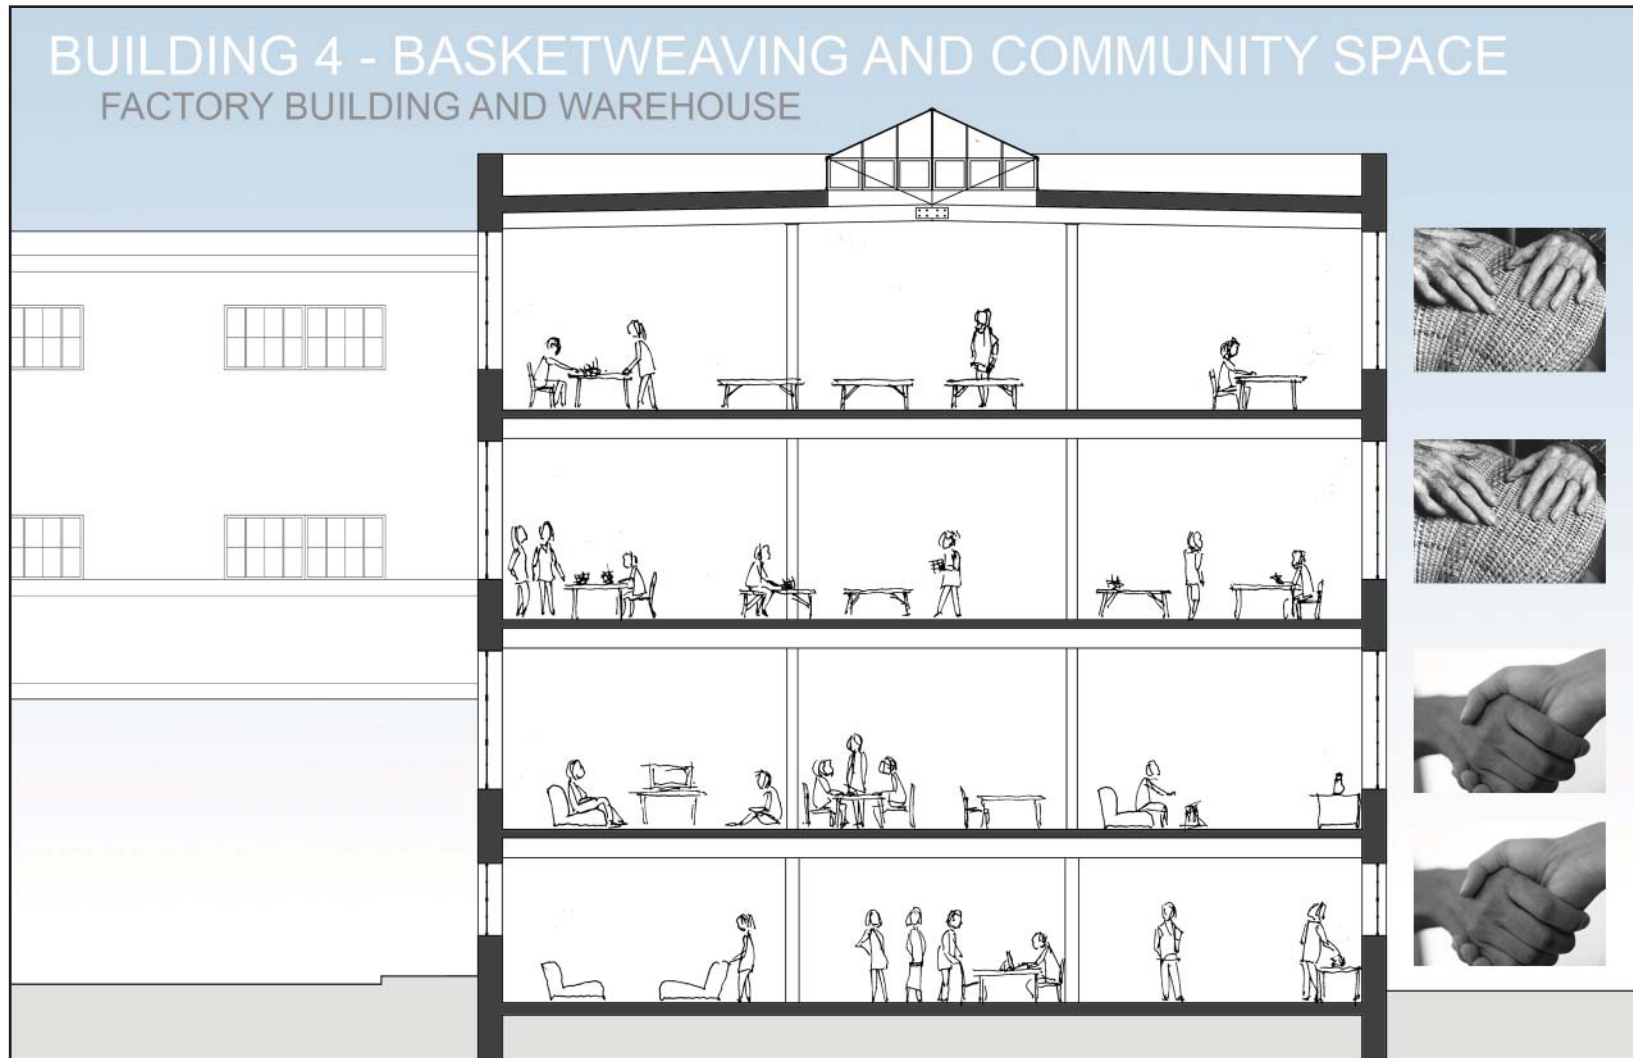 BUILDING 4 - BASKETWEAVING AND COMMUNITY SPACE
FACTORY BUILDING AND WAREHOUSE